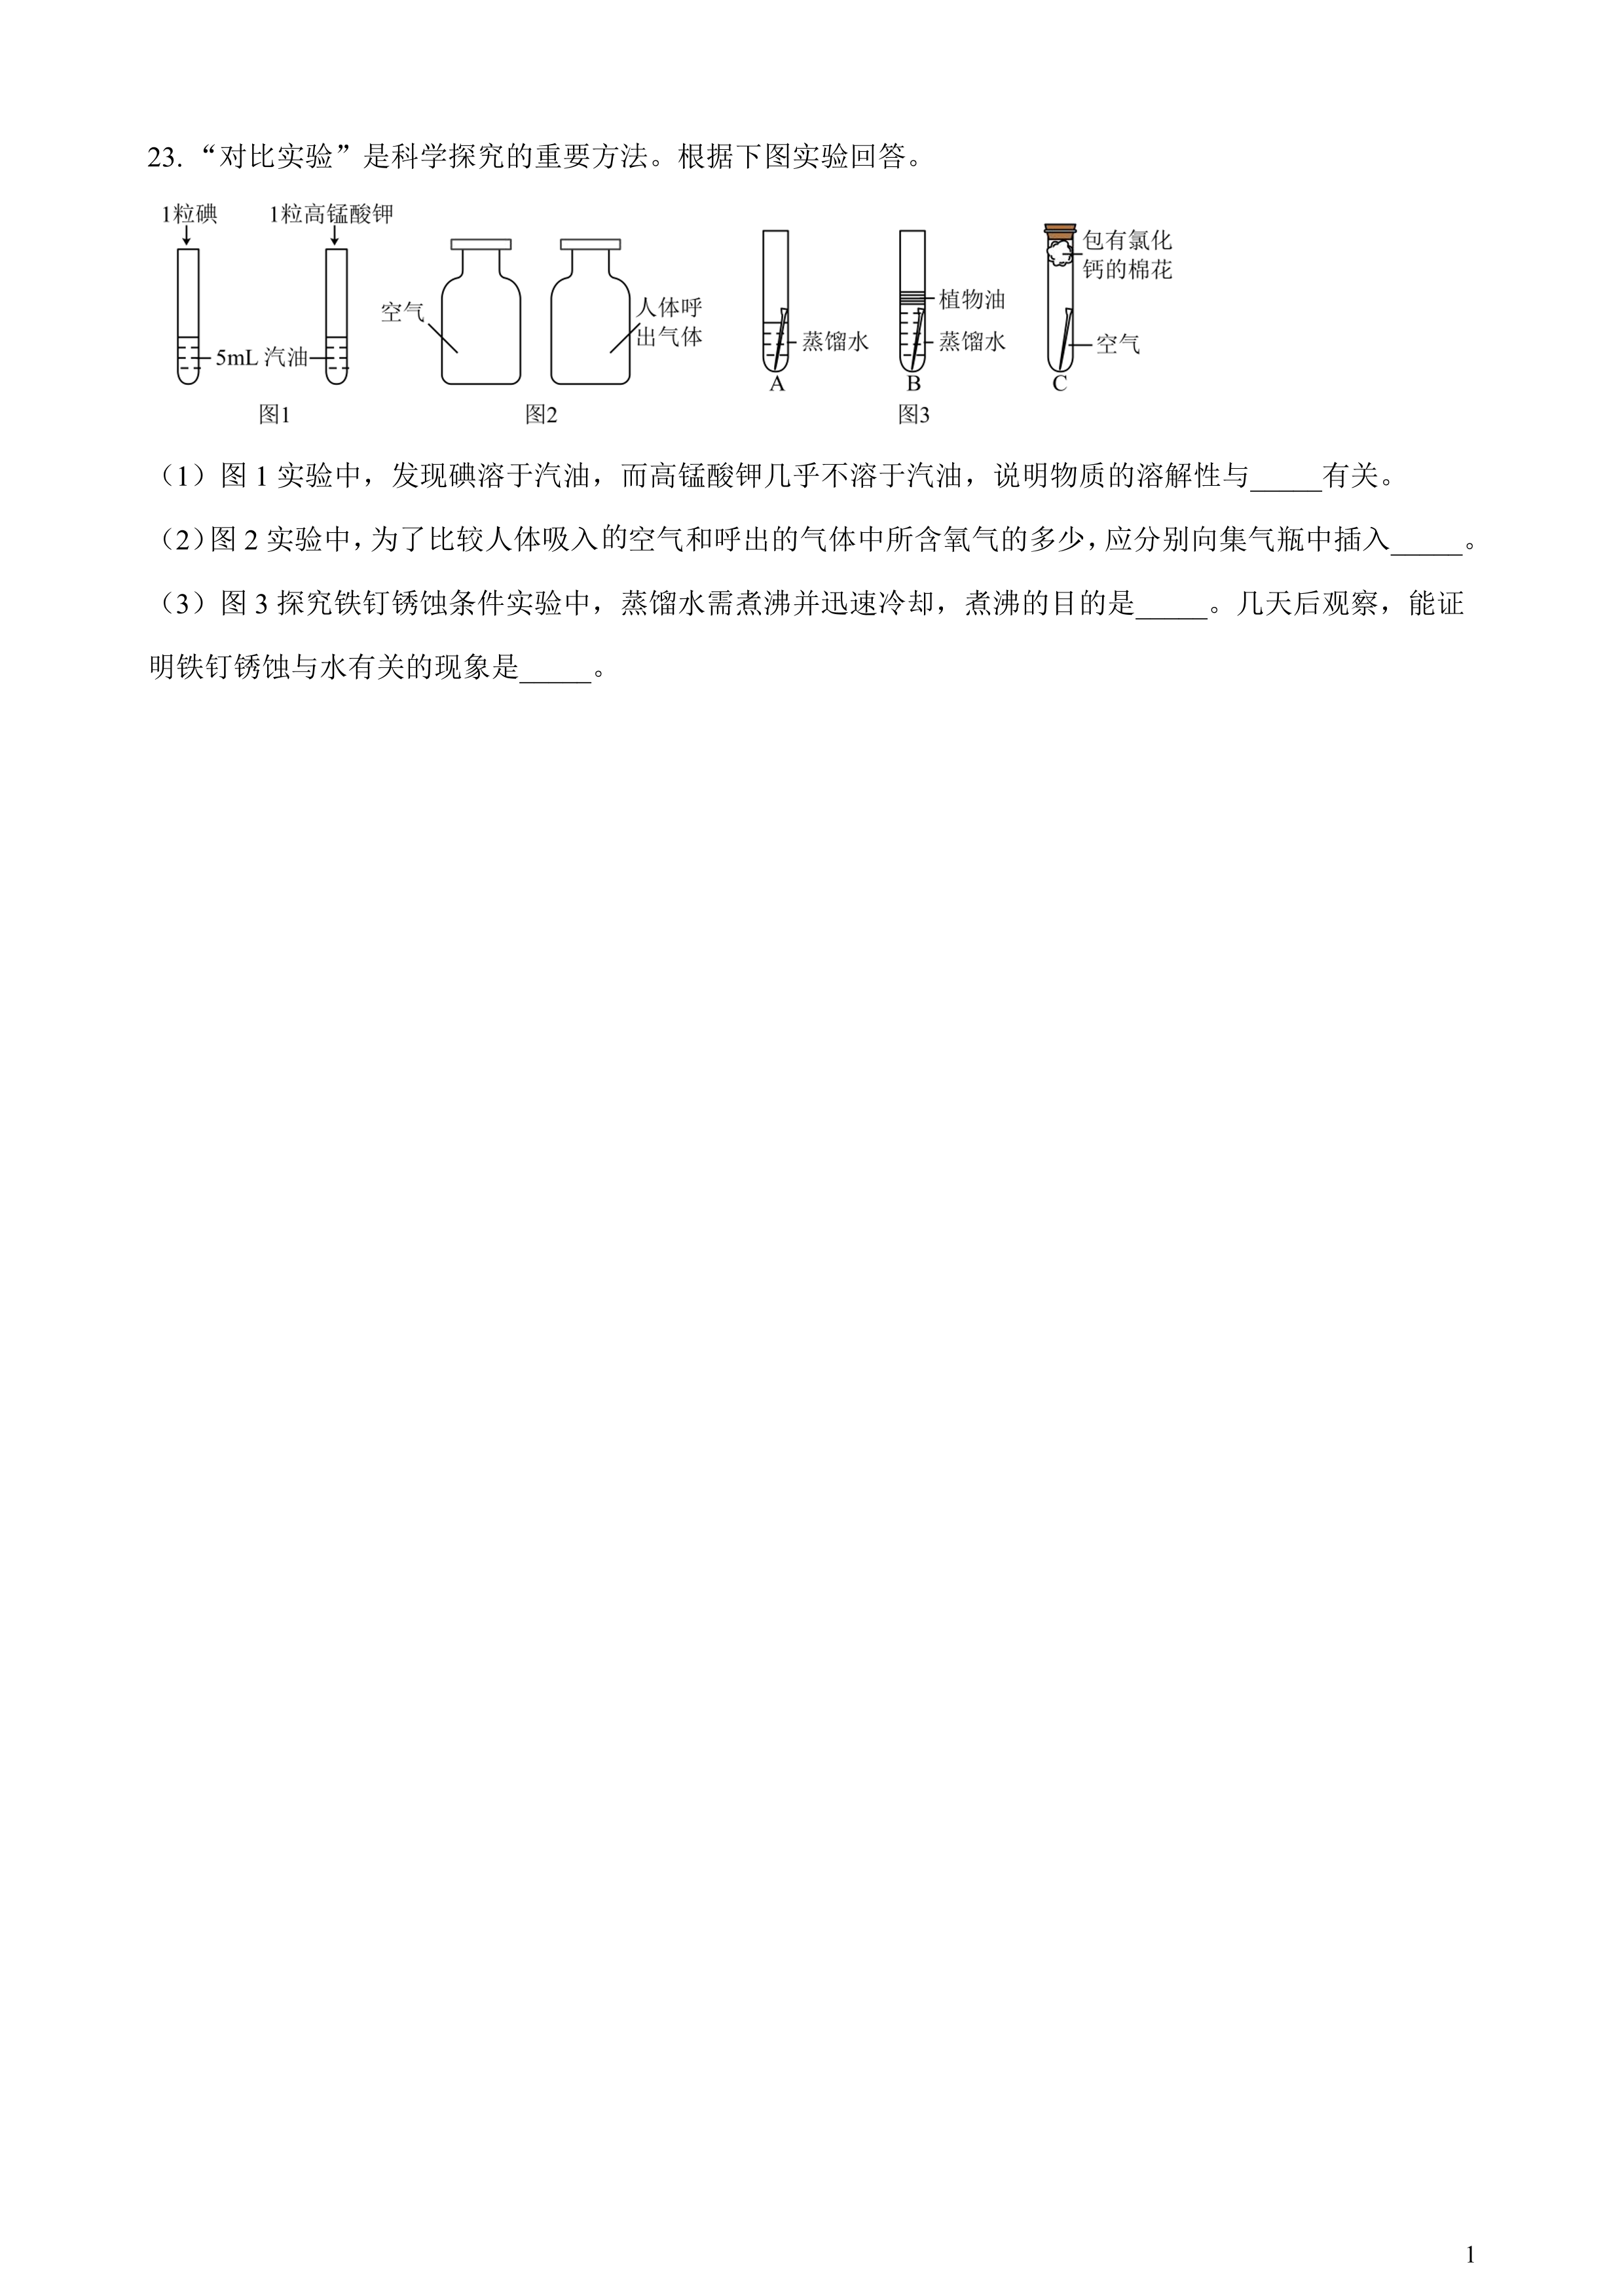 23. “对比实验”是科学探究的重要方法。根据下图实验回答。
1粒碘 1粒高锰酸钾
5mL 汽油
图1
空气
人体呼
出气体
图2
蒸馏水
A
植物油
蒸馏水
B
包有氯化
钙的棉花
空气
C
图3
（1）图 1 实验中，发现碘溶于汽油，而高锰酸钾几乎不溶于汽油，说明物质的溶解性与_____有关。
（2）图 2 实验中，为了比较人体吸入的空气和呼出的气体中所含氧气的多少，应分别向集气瓶中插入_____。
（3）图 3 探究铁钉锈蚀条件实验中，蒸馏水需煮沸并迅速冷却，煮沸的目的是_____。几天后观察，能证
明铁钉锈蚀与水有关的现象是_____。
1